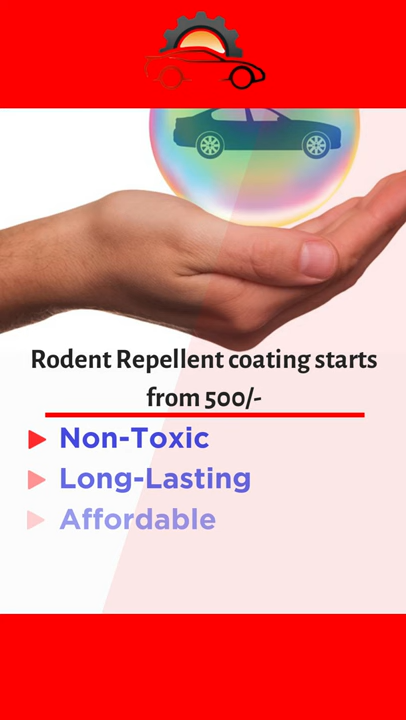 Rodent Repellent coating starts
from 500/-
Non-Toxic
Long-Lasting
Affordable